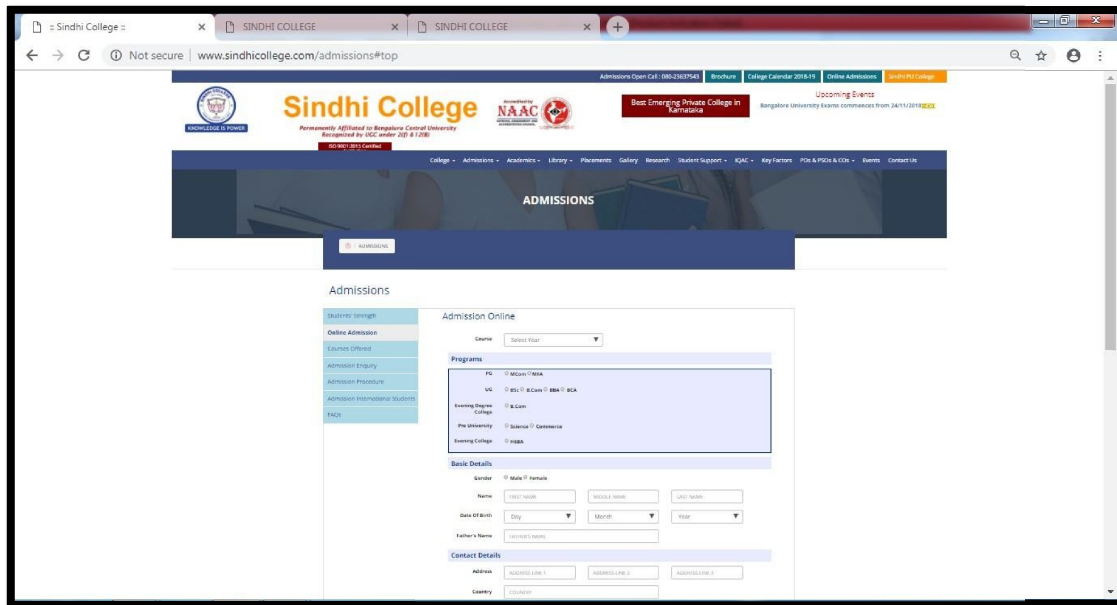 :: Sindhi College ::
SINDHI COLLEGE
SINDHI COLLEGE
Not secure | www.sindhicollege.com/admissions#top
Admissions Open Call : 080-25637543 Brochure College Calendar 2018-19 Online Admissions Sindhi PU College
KNOWLEDGE IS POWER
Sindhi College
Permanently Affiliated to Bengaluru Central University
Recognized by UGC under 2(f) & 12(B)
ISO 9001:2015 Certified
Accredited by
NAAC
Best Emerging Private College in
Karnataka
Upcoming Events
Bangalore University Exams commences from 24/11/2018
College Admissions Academics Library Placements Gallery Research Student Support IQAC Key Factors POs & PSOs & COs Events Contact Us
ADMISSIONS
ADMISSIONS
Admissions
Students' Strength
Online Admission
Courses Offered
Admission Enquiry
Admission Procedure
Admission International Students
FAQs
Admission Online
Course Select Year
Programs
PG MCom MFA
UG BSc B.Com BBA BCA
Evening Degree College B.Com
Pre University Science Commerce
Evening College
Basic Details
Gender Male Female
Name FIRST NAME MIDDLE NAME LAST NAME
Date Of Birth Day Month Year
Father's Name FATHER'S NAME
Contact Details
Address ADDRESS LINE 1 ADDRESS LINE 2 ADDRESS LINE 3
Country COUNTRY